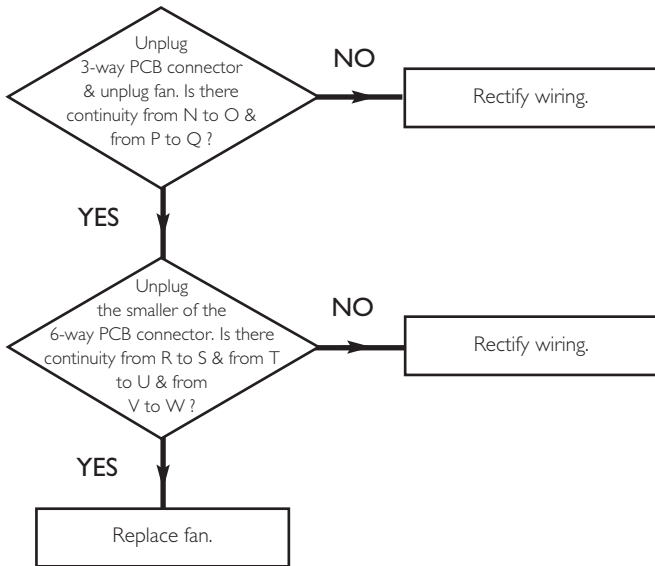 Unplug
3-way PCB connector
& unplug fan. Is there
continuity from N to O &
from P to Q ?
NO
Rectify wiring.
YES
Unplug
the smaller of the
6-way PCB connector. Is there
continuity from R to S & from T
to U & from
V to W ?
NO
Rectify wiring.
YES
Replace fan.